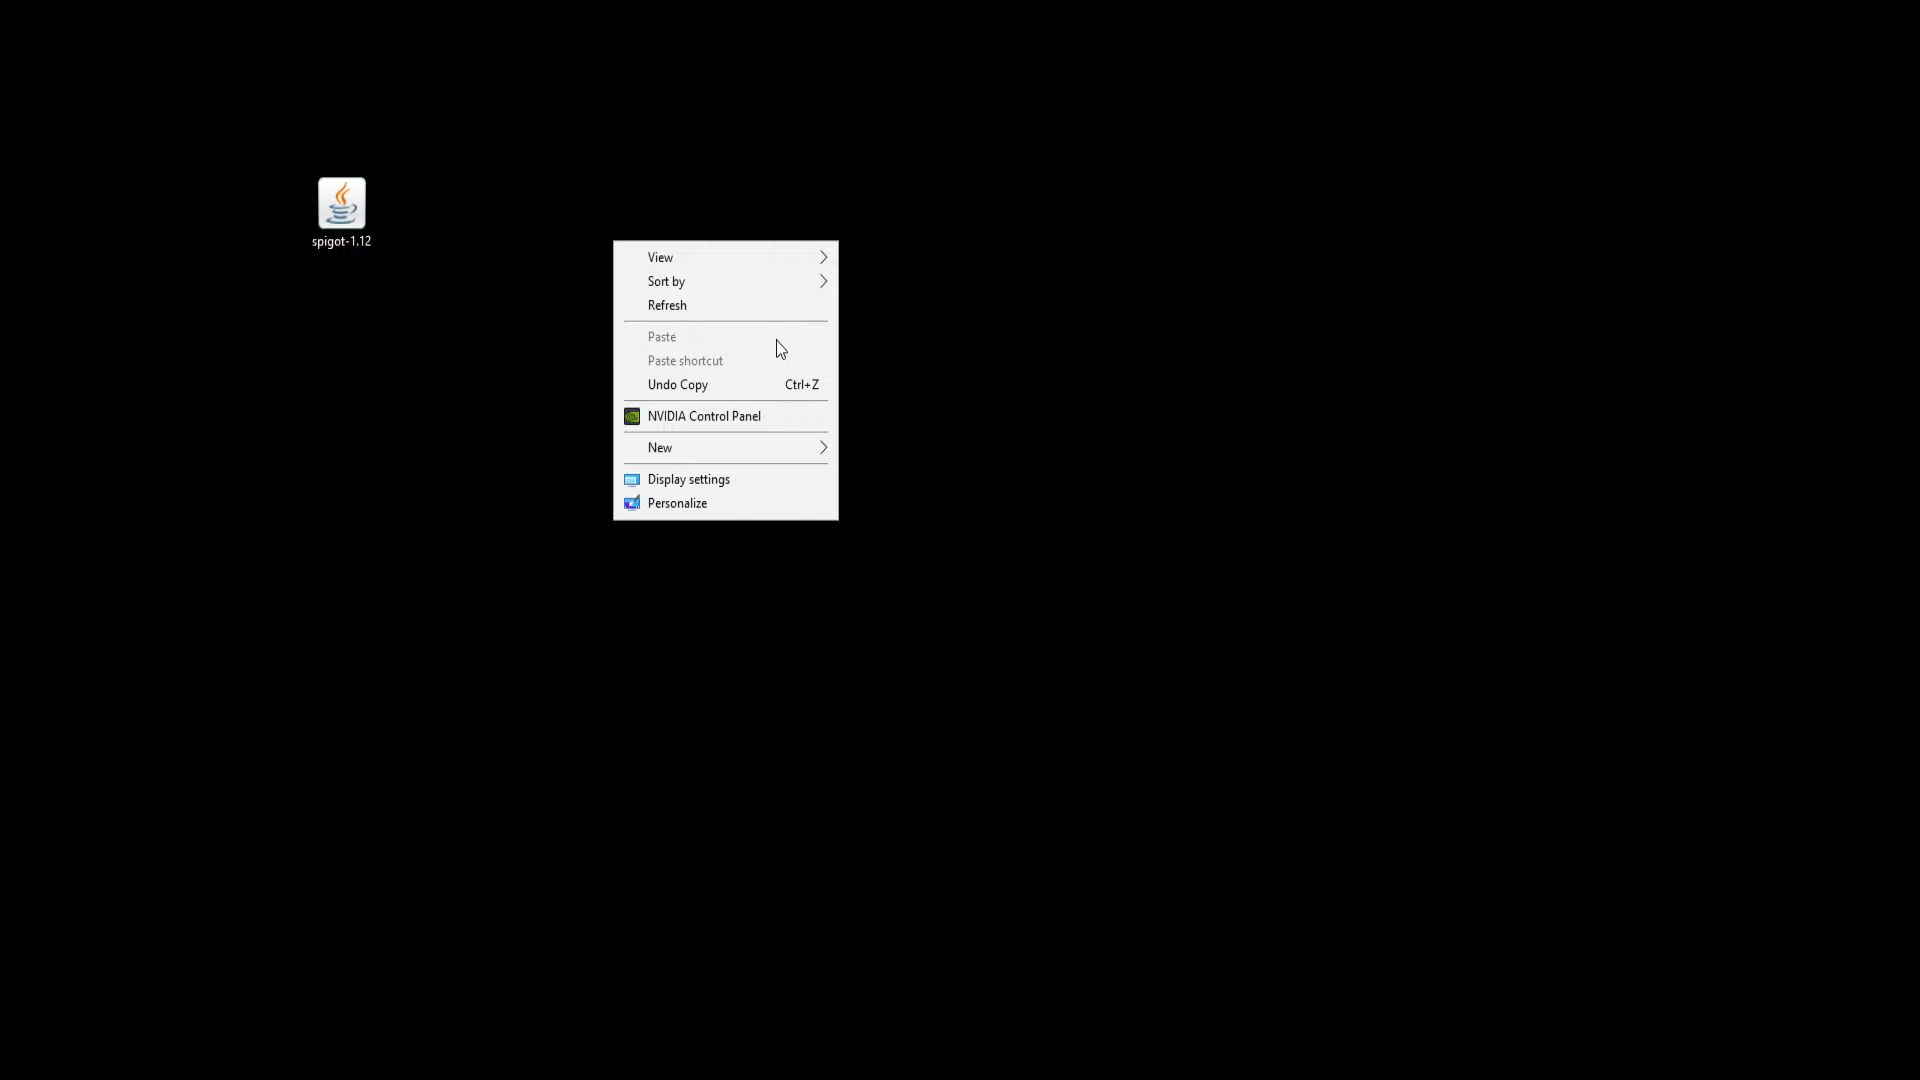 spigot-1.12
View
Sort by
Refresh
Paste
Paste shortcut
Undo Copy Ctrl+Z
NVIDIA Control Panel
New
Display settings
Personalize